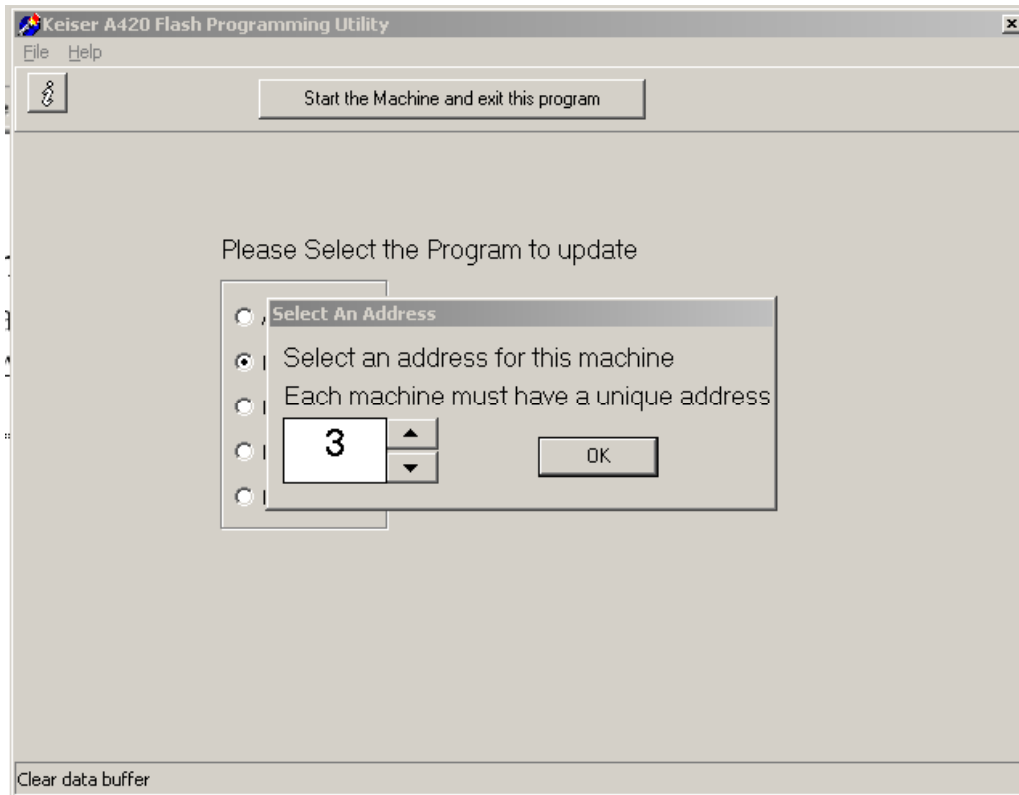 Keiser A420 Flash Programming Utility
File Help
Start the Machine and exit this program
Please Select the Program to update
Select An Address
Select an address for this machine
Each machine must have a unique address
3
OK
Clear data buffer